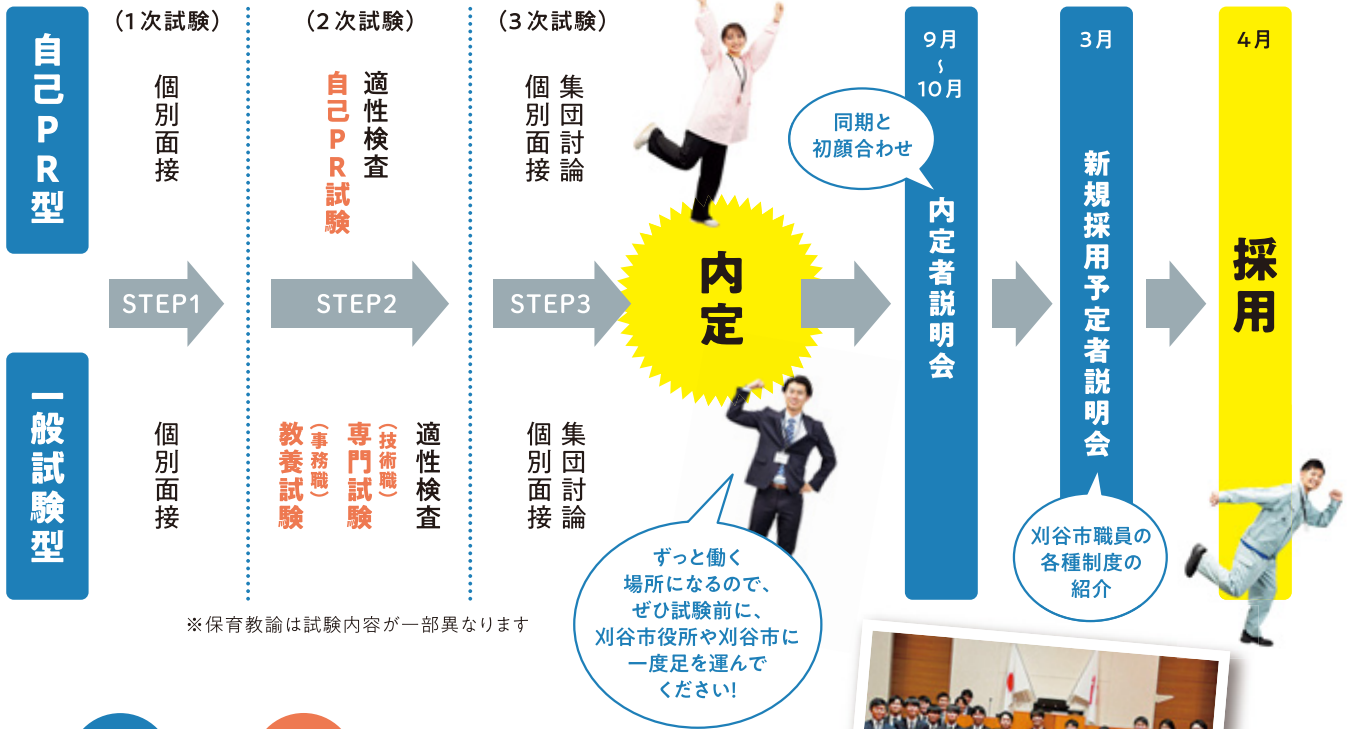 自己PR型
(1次試験)
個別面接
(2次試験)
適性検査
自己PR試験
(3次試験)
集団討論
個別面接
STEP1
STEP2
STEP3
内定
一般試験型
個別面接
適性検査
(技術職)
専門試験
(事務職)
教養試験
集団討論
個別面接
※保育教諭は試験内容が一部異なります
ずっと働く
場所になるので、
ぜひ試験前に、
刈谷市役所や刈谷市に
一度足を運んで
ください!
9月
~
10月
同期と
初顔合わせ
内定者説明会
3月
新規採用予定者説明会
刈谷市職員の
各種制度の
紹介
4月
採用